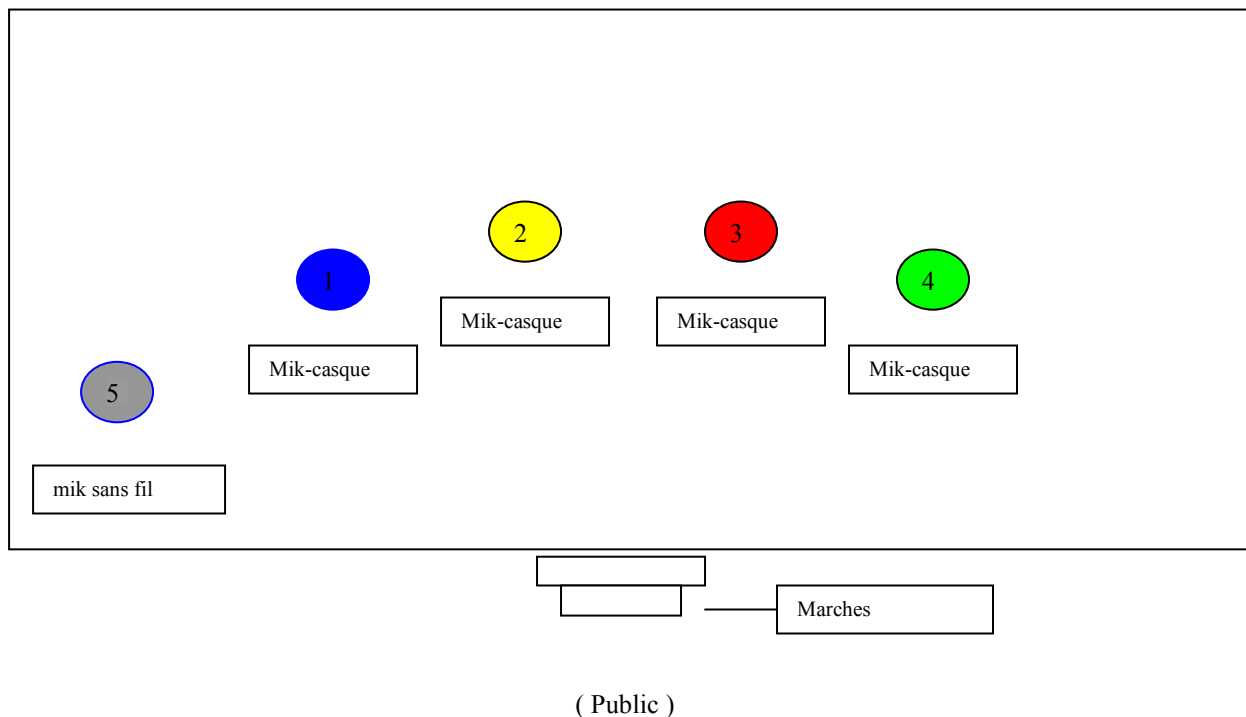 2
3
1
4
Mik-casque
Mik-casque
Mik-casque
Mik-casque
5
mik sans fil
Marches
( Public )